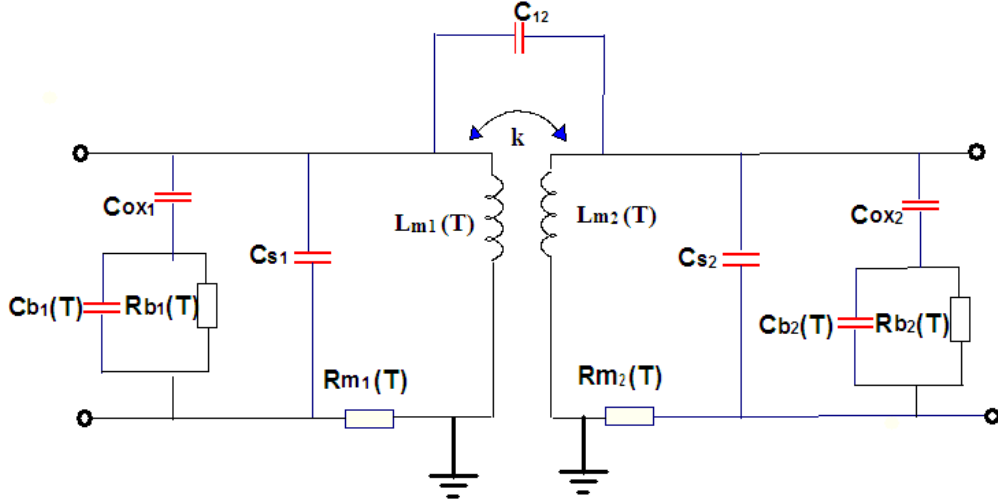 C12
k
Cox1
Lm1(T)
Lm2(T)
Cox2
Cs1
Cs2
Cb1(T)
Rb1(T)
Cb2(T)
Rb2(T)
Rm1(T)
Rm2(T)